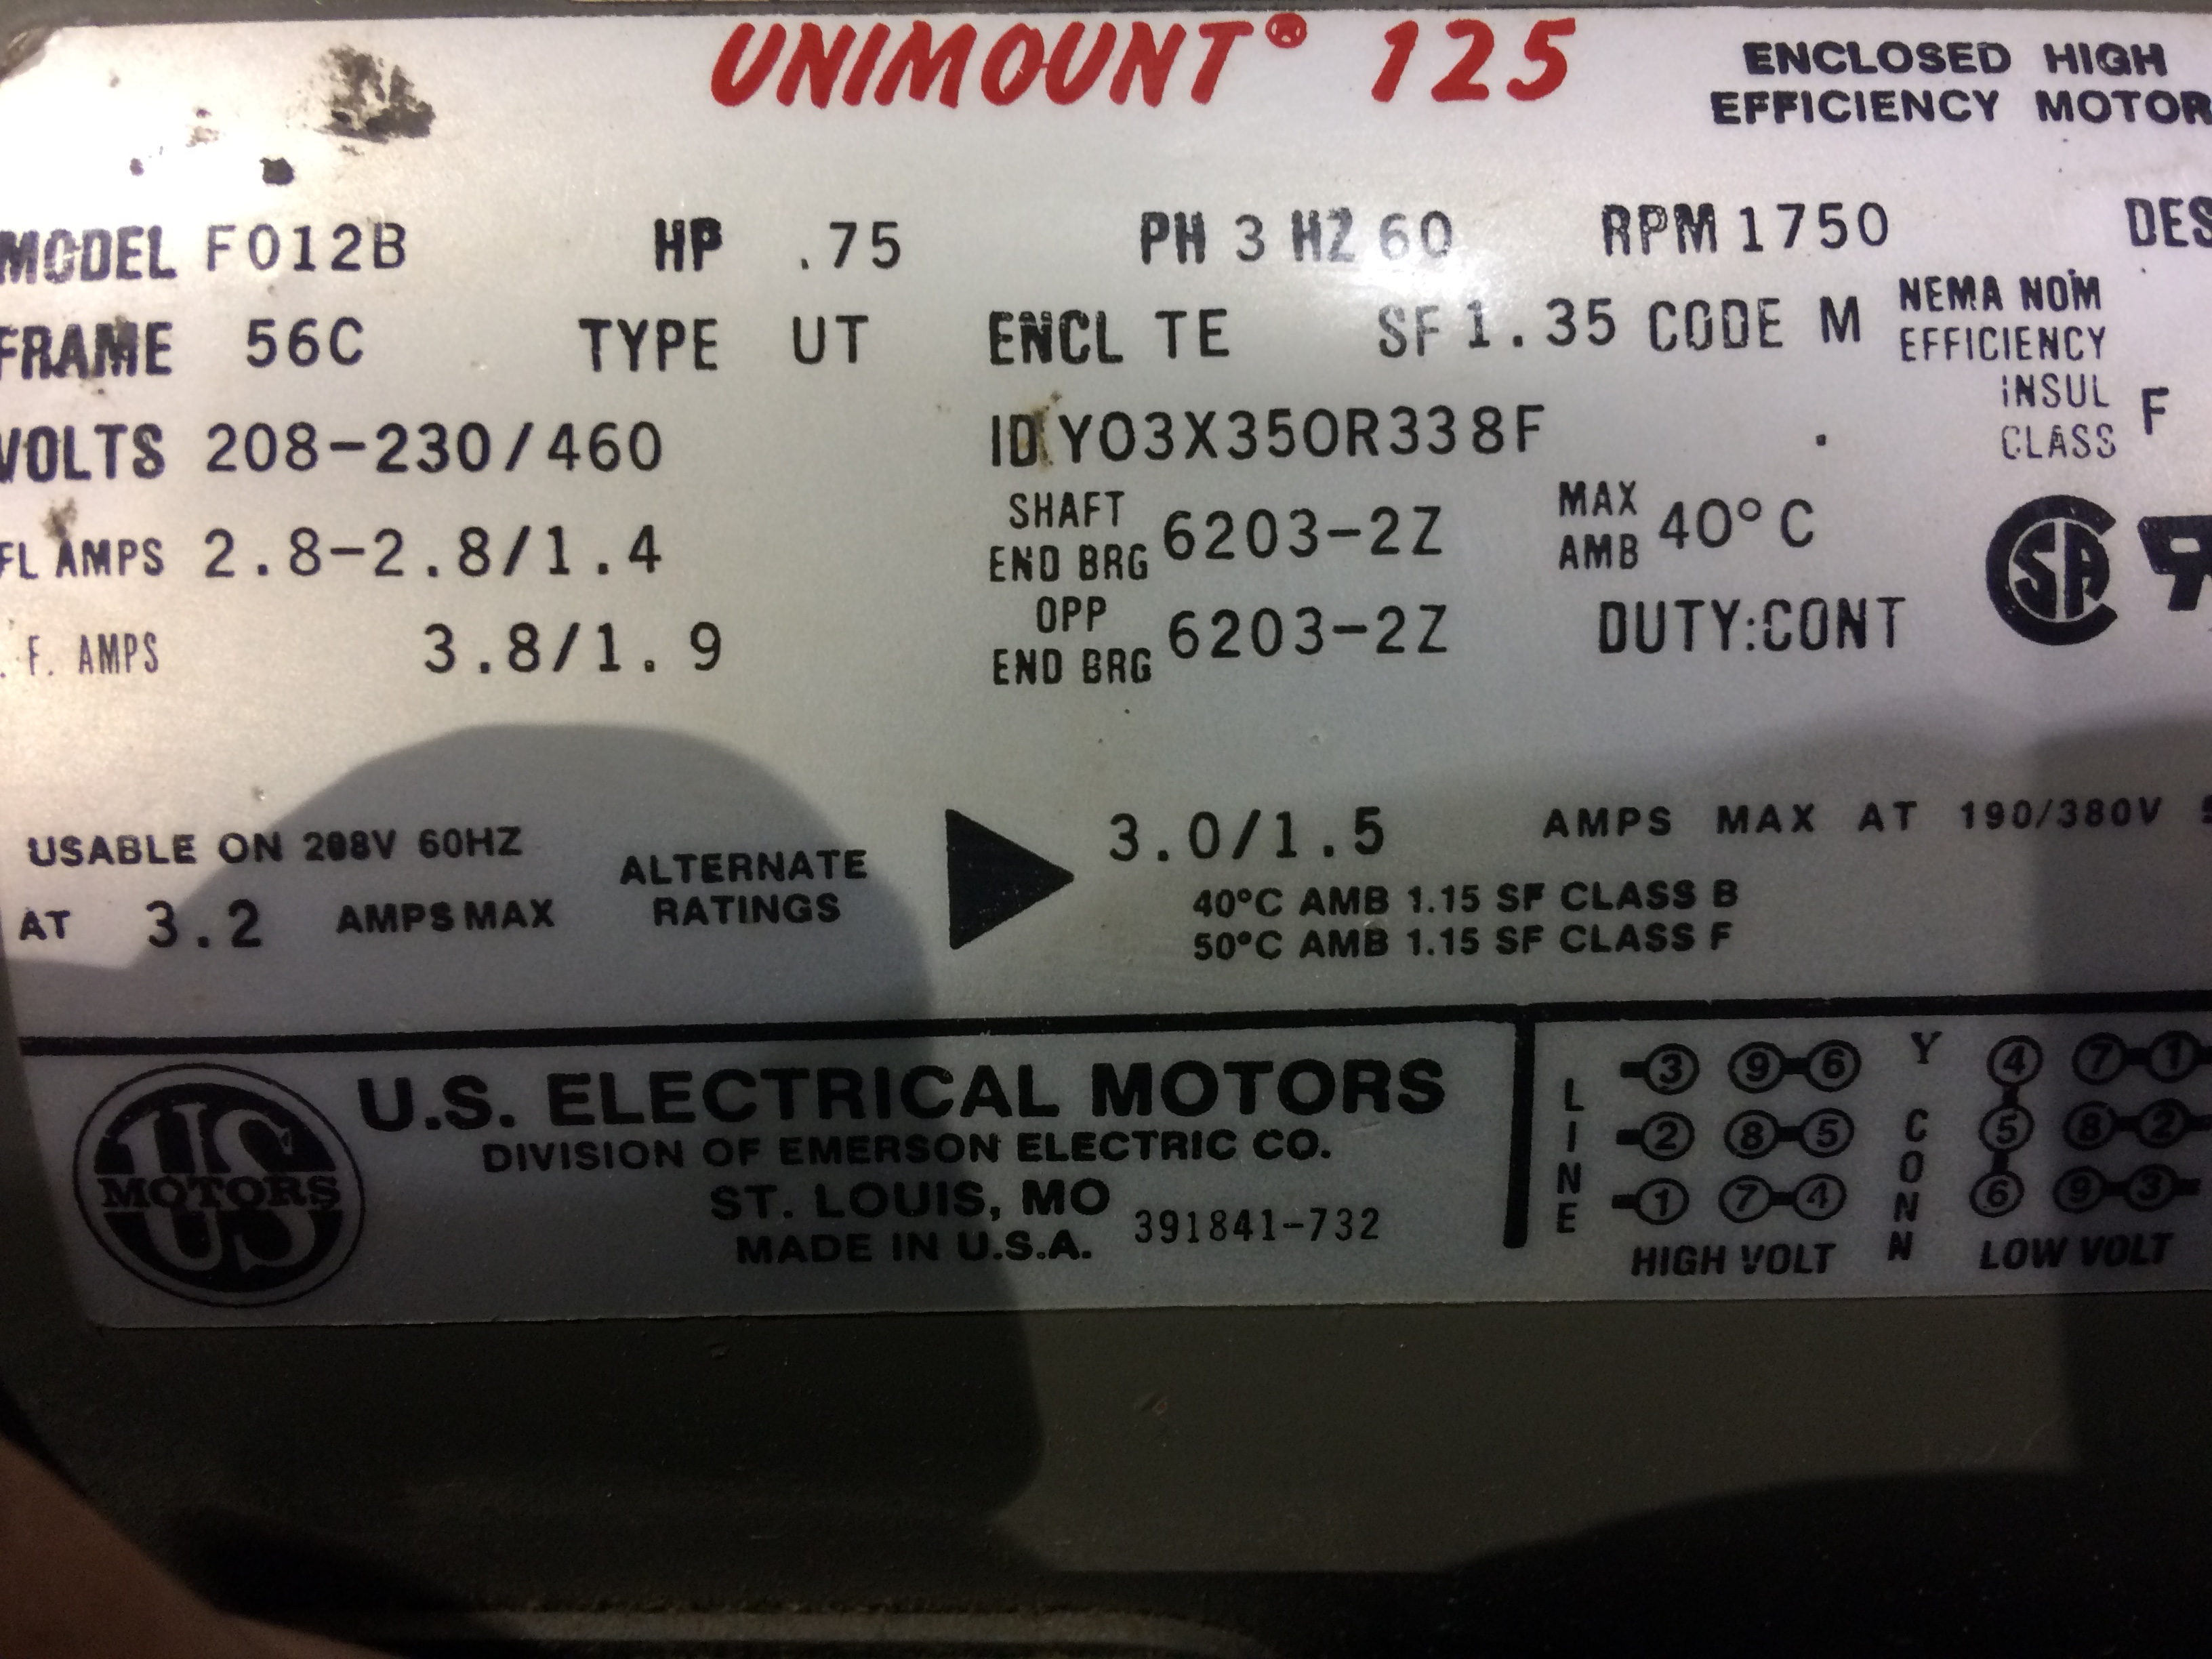 UNIMOUNT® 125
ENCLOSED HIGH
EFFICIENCY MOTOR
MODEL F012B HP .75 PH 3 HZ 60 RPM 1750 DES
FRAME 56C TYPE UT ENCL TE SF 1.35 CODE M NEMA NOM
EFFICIENCY
VOLTS 208-230/460 ID Y03X350R338F INSUL
CLASS F
FL AMPS 2.8-2.8/1.4 SHAFT
END BRG 6203-2Z MAX
AMB 40°C
F. AMPS 3.8/1.9 OPP
END BRG 6203-2Z DUTY:CONT
SA
USABLE ON 208V 60HZ
AT 3.2 AMPS MAX
ALTERNATE
RATINGS
3.0/1.5 AMPS MAX AT 190/380V
40°C AMB 1.15 SF CLASS B
50°C AMB 1.15 SF CLASS F
US
MOTORS
U.S. ELECTRICAL MOTORS
DIVISION OF EMERSON ELECTRIC CO.
ST. LOUIS, MO
MADE IN U.S.A. 391841-732
LINE
3 9 6
2 8 5
1 7 4
HIGH VOLT
Y CONN
4 7 1
5 8 2
6 9 3
LOW VOLT